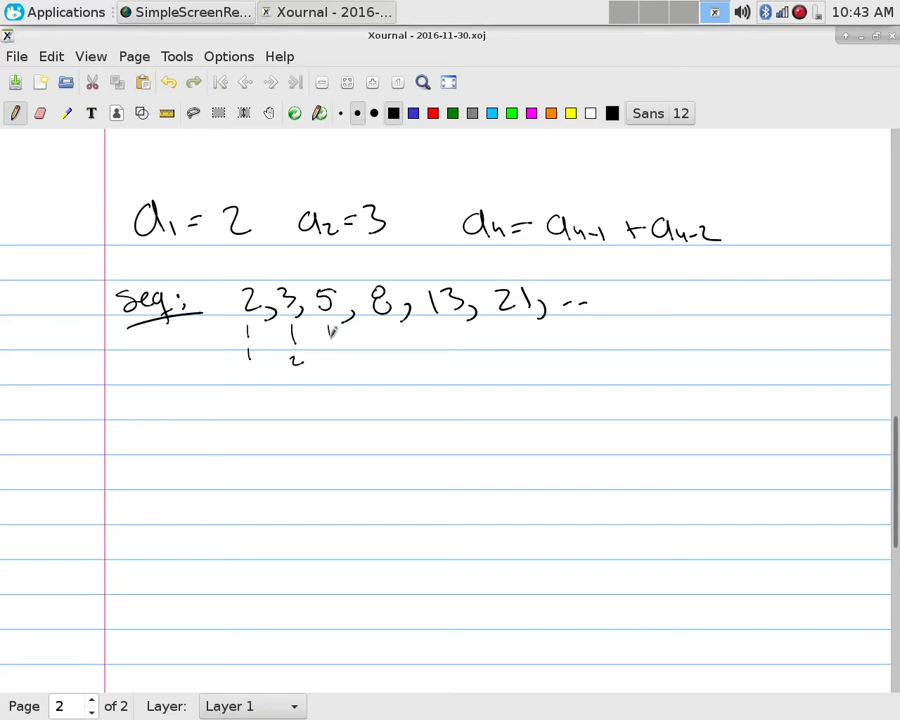 Applications SimpleScreenRe... Xournal - 2016-... 10:43 AM
Xournal - 2016-11-30.xoj
File Edit View Page Tools Options Help
Sans 12
a₁ = 2 a₂ = 3 aₙ = aₙ₋₁ + aₙ₋₂
Seq: 2, 3, 5, 8, 13, 21, ...
1 2
Page 2 of 2 Layer: Layer 1